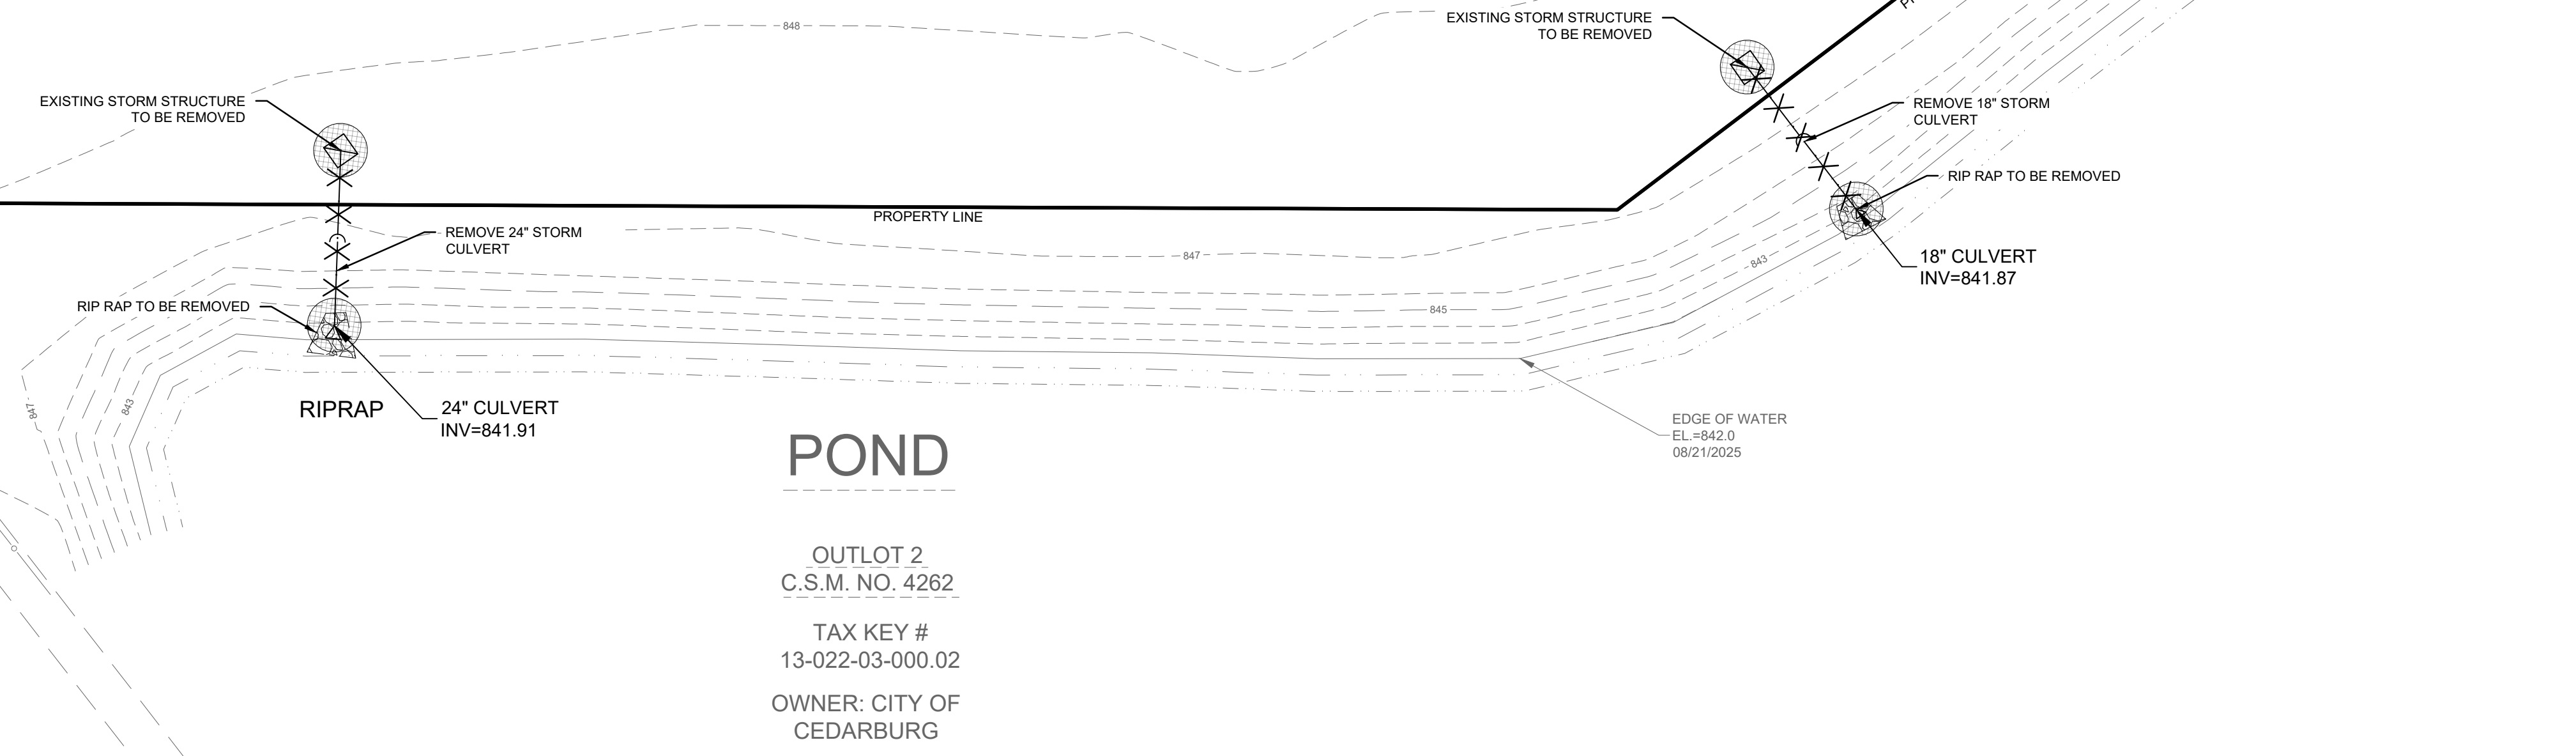 848
EXISTING STORM STRUCTURE
TO BE REMOVED
EXISTING STORM STRUCTURE
TO BE REMOVED
REMOVE 18" STORM
CULVERT
RIP RAP TO BE REMOVED
PROPERTY LINE
REMOVE 24" STORM
CULVERT
847
843
18" CULVERT
INV=841.87
RIP RAP TO BE REMOVED
845
847
843
RIPRAP
24" CULVERT
INV=841.91
EDGE OF WATER
EL.=842.0
08/21/2025
POND
OUTLOT 2
C.S.M. NO. 4262
TAX KEY #
13-022-03-000.02
OWNER: CITY OF
CEDARBURG